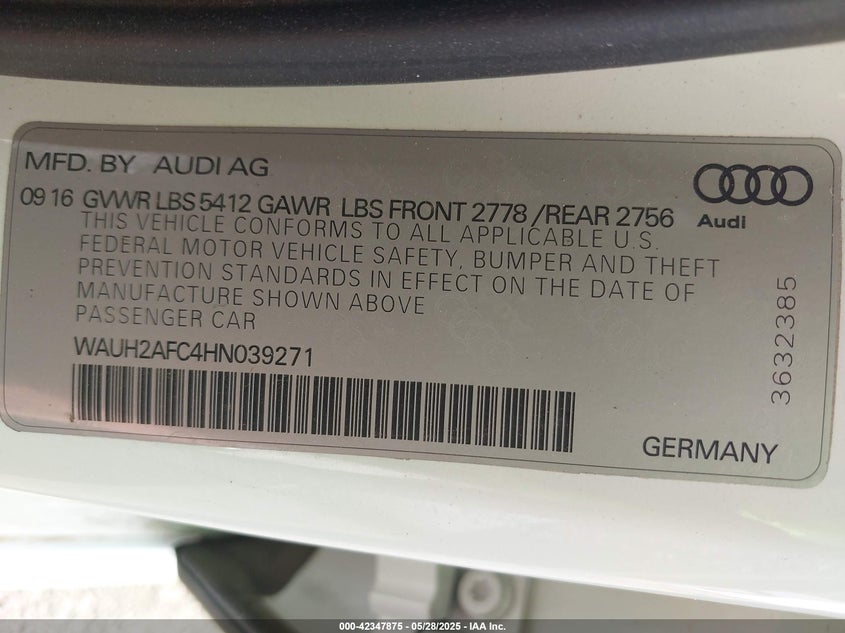 MFD. BY AUDI AG
Audi
09 16 GVWR LBS 5412 GAWR LBS FRONT 2778 /REAR 2756
THIS VEHICLE CONFORMS TO ALL APPLICABLE U.S.
FEDERAL MOTOR VEHICLE SAFETY, BUMPER AND THEFT
PREVENTION STANDARDS IN EFFECT ON THE DATE OF
MANUFACTURE SHOWN ABOVE
PASSENGER CAR
WAUH2AFC4HN039271
3632385
GERMANY
000-42347875 - 05/28/2025 - IAA Inc.